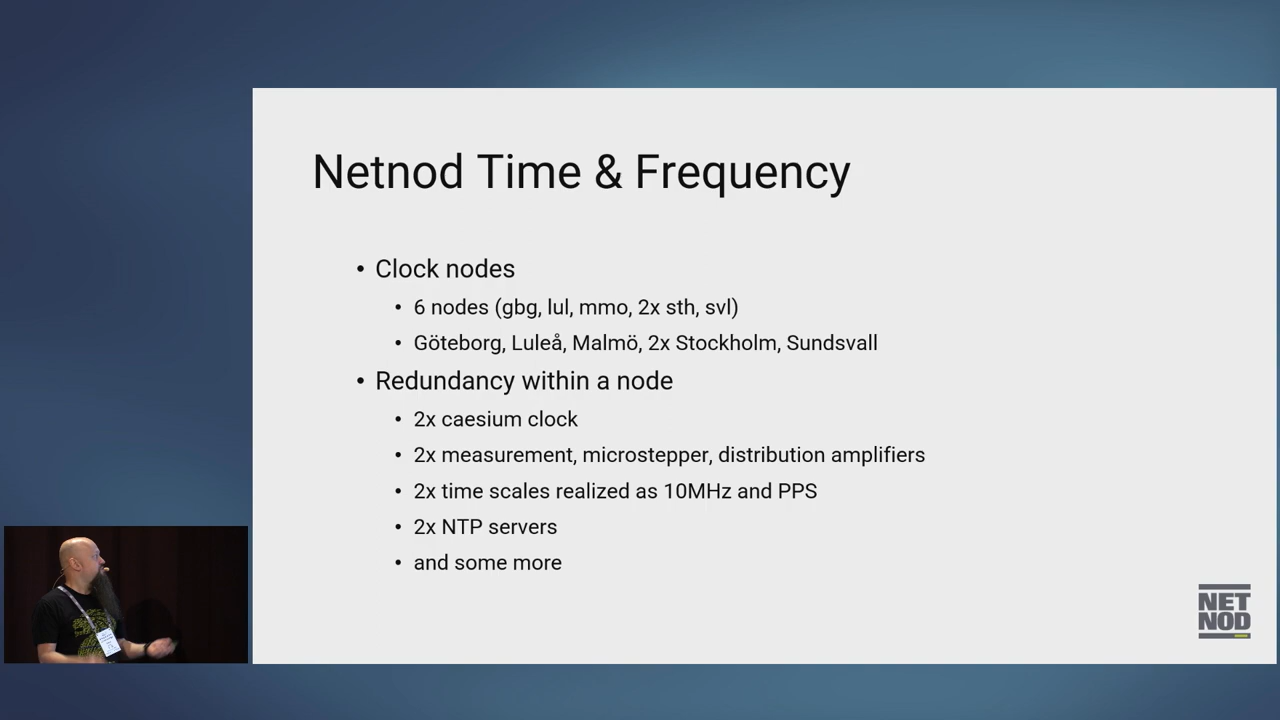 Netnod Time & Frequency
• Clock nodes
• 6 nodes (gbg, lul, mmo, 2x sth, svl)
• Göteborg, Luleå, Malmö, 2x Stockholm, Sundsvall
• Redundancy within a node
• 2x caesium clock
• 2x measurement, microstepper, distribution amplifiers
• 2x time scales realized as 10MHz and PPS
• 2x NTP servers
• and some more
NET
NOD